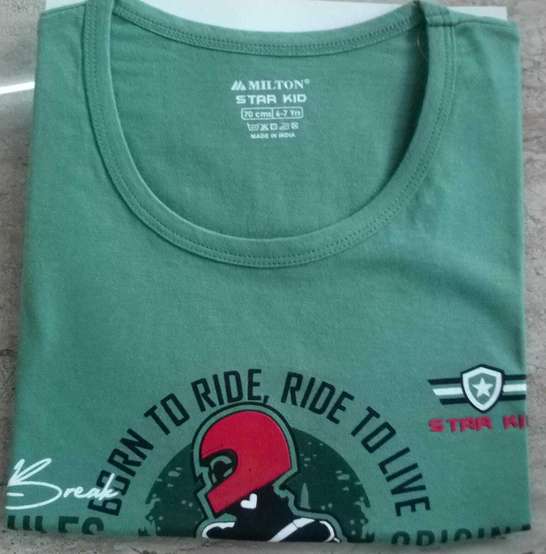 MILTON®
STAR KID
70 cms 6-7 Yrs
MADE IN INDIA
BORN TO RIDE, RIDE TO LIVE
STAR KI
Break